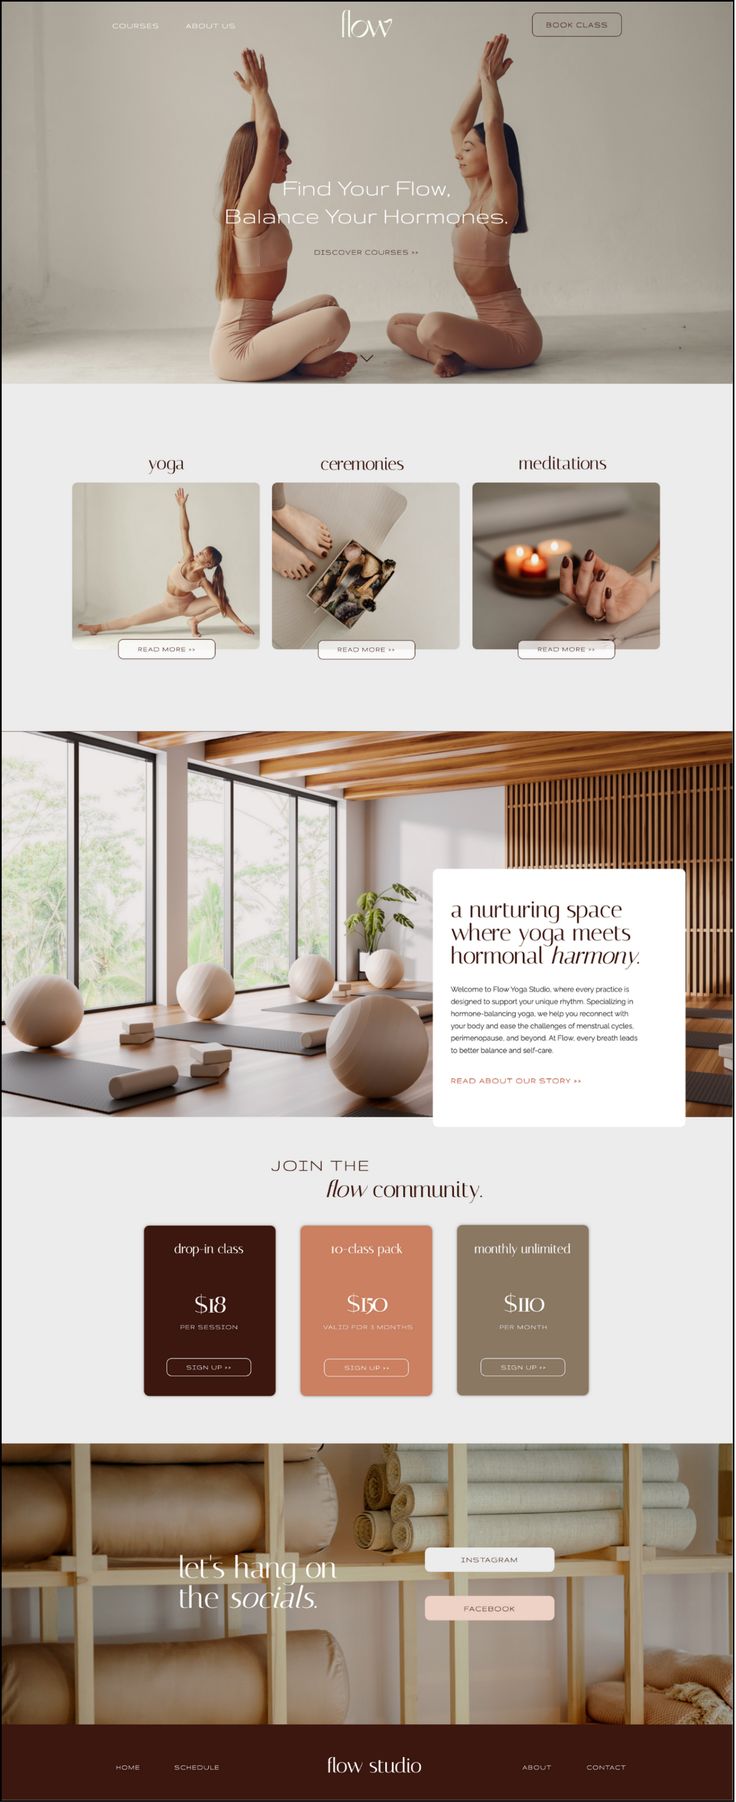 COURSES
ABOUT US
flow
BOOK CLASS
Find Your Flow,
Balance Your Hormones.
DISCOVER COURSES >>
yoga
ceremonies
meditations
READ MORE >>
READ MORE >>
READ MORE >>
a nurturing space
where yoga meets
hormonal harmony.
Welcome to Flow Yoga Studio, where every practice is
designed to support your unique rhythm. Specializing in
hormone-balancing yoga, we help you reconnect with
your body and ease the challenges of menstrual cycles,
perimenopause, and beyond. At Flow, every breath leads
to better balance and self-care.
READ ABOUT OUR STORY >>
JOIN THE
flow community.
drop-in class
$18
PER SESSION
SIGN UP >>
10-class pack
$150
VALID FOR 3 MONTHS
SIGN UP >>
monthly unlimited
$110
PER MONTH
SIGN UP >>
let's hang on
the socials.
INSTAGRAM
FACEBOOK
HOME
SCHEDULE
flow studio
ABOUT
CONTACT